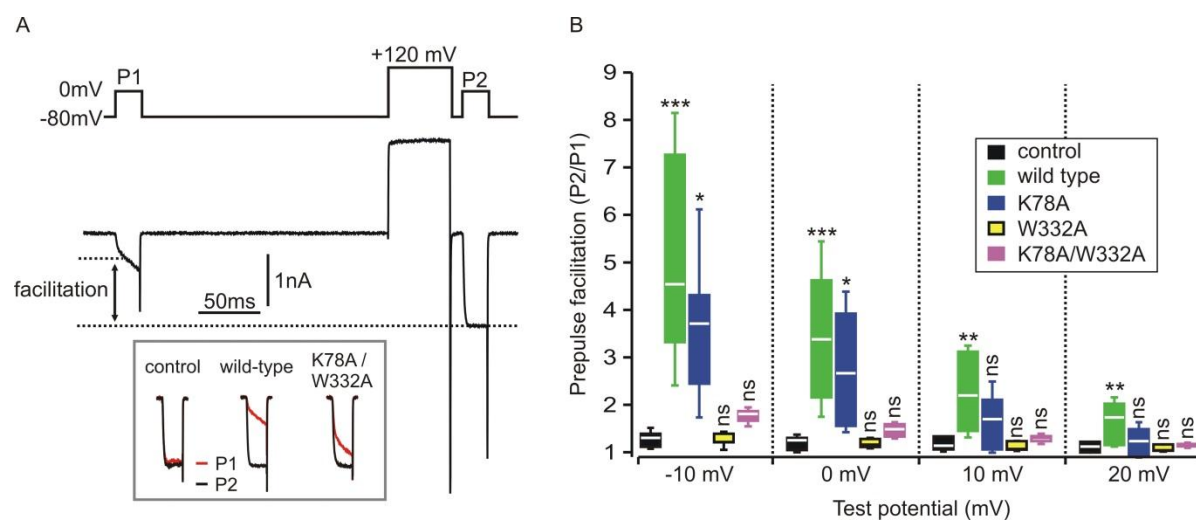 A
+120 mV
P1
P2
0mV
-80mV
1nA
50ms
facilitation
control
wild-type
K78A /
W332A
P1
P2
B
Prepulse facilitation (P2/P1)
9
8
7
6
5
4
3
2
1
***
*
ns
ns
***
*
ns
ns
**
ns
ns
ns
**
ns
ns
ns
control
wild type
K78A
W332A
K78A/W332A
-10 mV
0 mV
10 mV
20 mV
Test potential (mV)